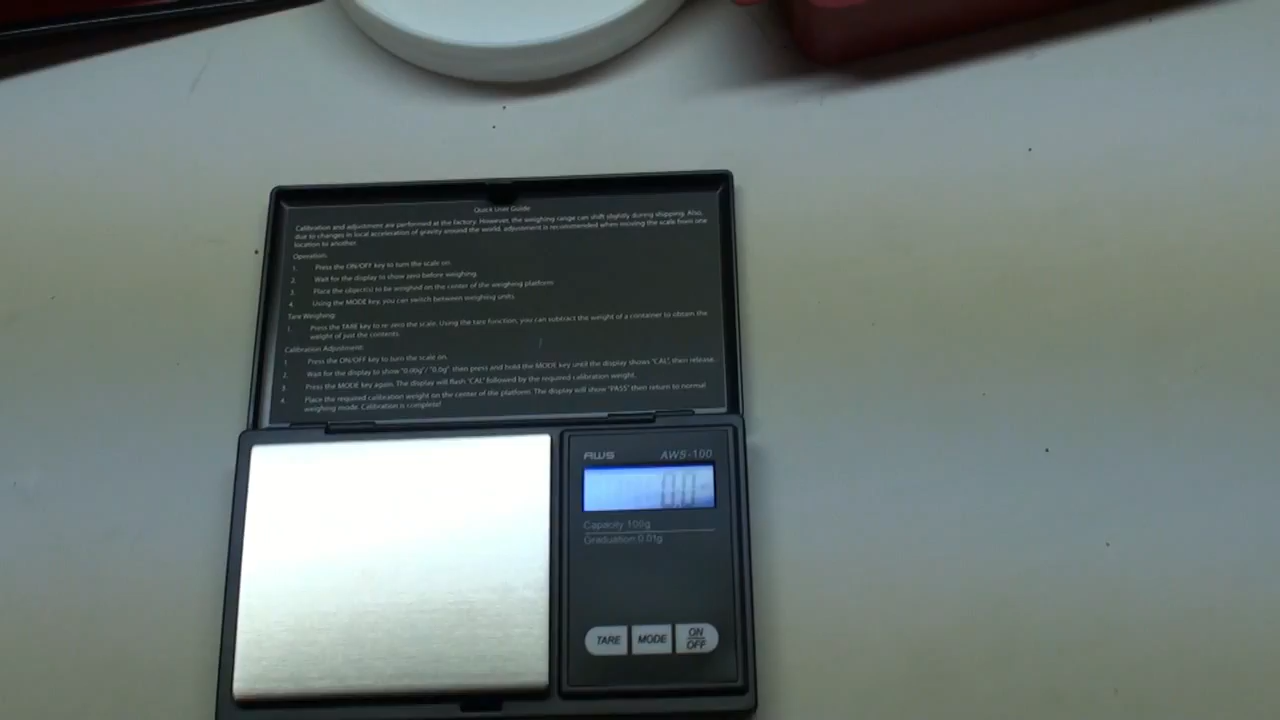 Quick User Guide
Calibration and adjustment are performed at the factory. However, the weighing range can shift slightly during shipping. Also,
due to changes in local acceleration of gravity around the world, adjustment is recommended when moving the scale from one
location to another.
Operation:
1. Press the ON/OFF key to turn the scale on.
2. Wait for the display to show zero before weighing.
3. Place the object(s) to be weighed on the center of the weighing platform
4. Using the MODE key, you can switch between weighing units.
Tare Weighing:
1. Press the TARE key to re-zero the scale. Using the tare function, you can subtract the weight of a container to obtain the
weight of just the contents.
Calibration Adjustment:
1. Press the ON/OFF key to turn the scale on.
2. Wait for the display to show "0.00g"/ "0.0g" then press and hold the MODE key until the display shows "CAL", then release.
3. Press the MODE key again. The display will flash "CAL" followed by the required calibration weight.
4. Place the required calibration weight on the center of the platform. The display will show "PASS" then return to normal
weighing mode. Calibration is complete!
AWS AWS-100
0.0
Capacity 100g
Graduation 0.01g
TARE MODE ON
OFF